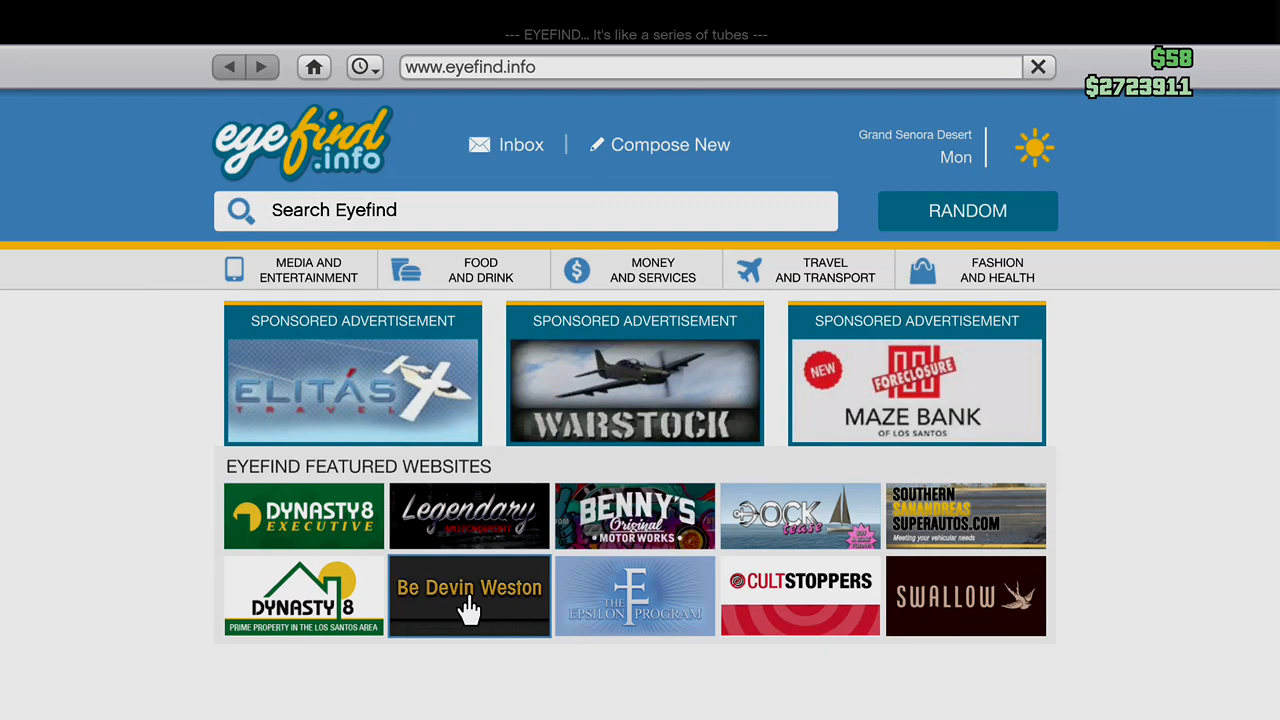 --- EYEFIND... It's like a series of tubes ---
www.eyefind.info
$58
$2723911
eyefind.info
Inbox
Compose New
Grand Senora Desert
Mon
Search Eyefind
RANDOM
MEDIA AND
ENTERTAINMENT
FOOD
AND DRINK
MONEY
AND SERVICES
TRAVEL
AND TRANSPORT
FASHION
AND HEALTH
SPONSORED ADVERTISEMENT
ELITÁS
TRAVEL
SPONSORED ADVERTISEMENT
WARSTOCK
SPONSORED ADVERTISEMENT
NEW
FORECLOSURE
MAZE BANK
OF LOS SANTOS
EYEFIND FEATURED WEBSITES
DYNASTY 8
EXECUTIVE
Legendary
MOTORSPORT
BENNY'S
Original
MOTOR WORKS
DOCK
tease
SOUTHERN
SANANDREAS
SUPERAUTOS.COM
Meeting your vehicular needs
DYNASTY 8
PRIME PROPERTY IN THE LOS SANTOS AREA
Be Devin Weston
THE
EPSILON PROGRAM
CULTSTOPPERS
SWALLOW